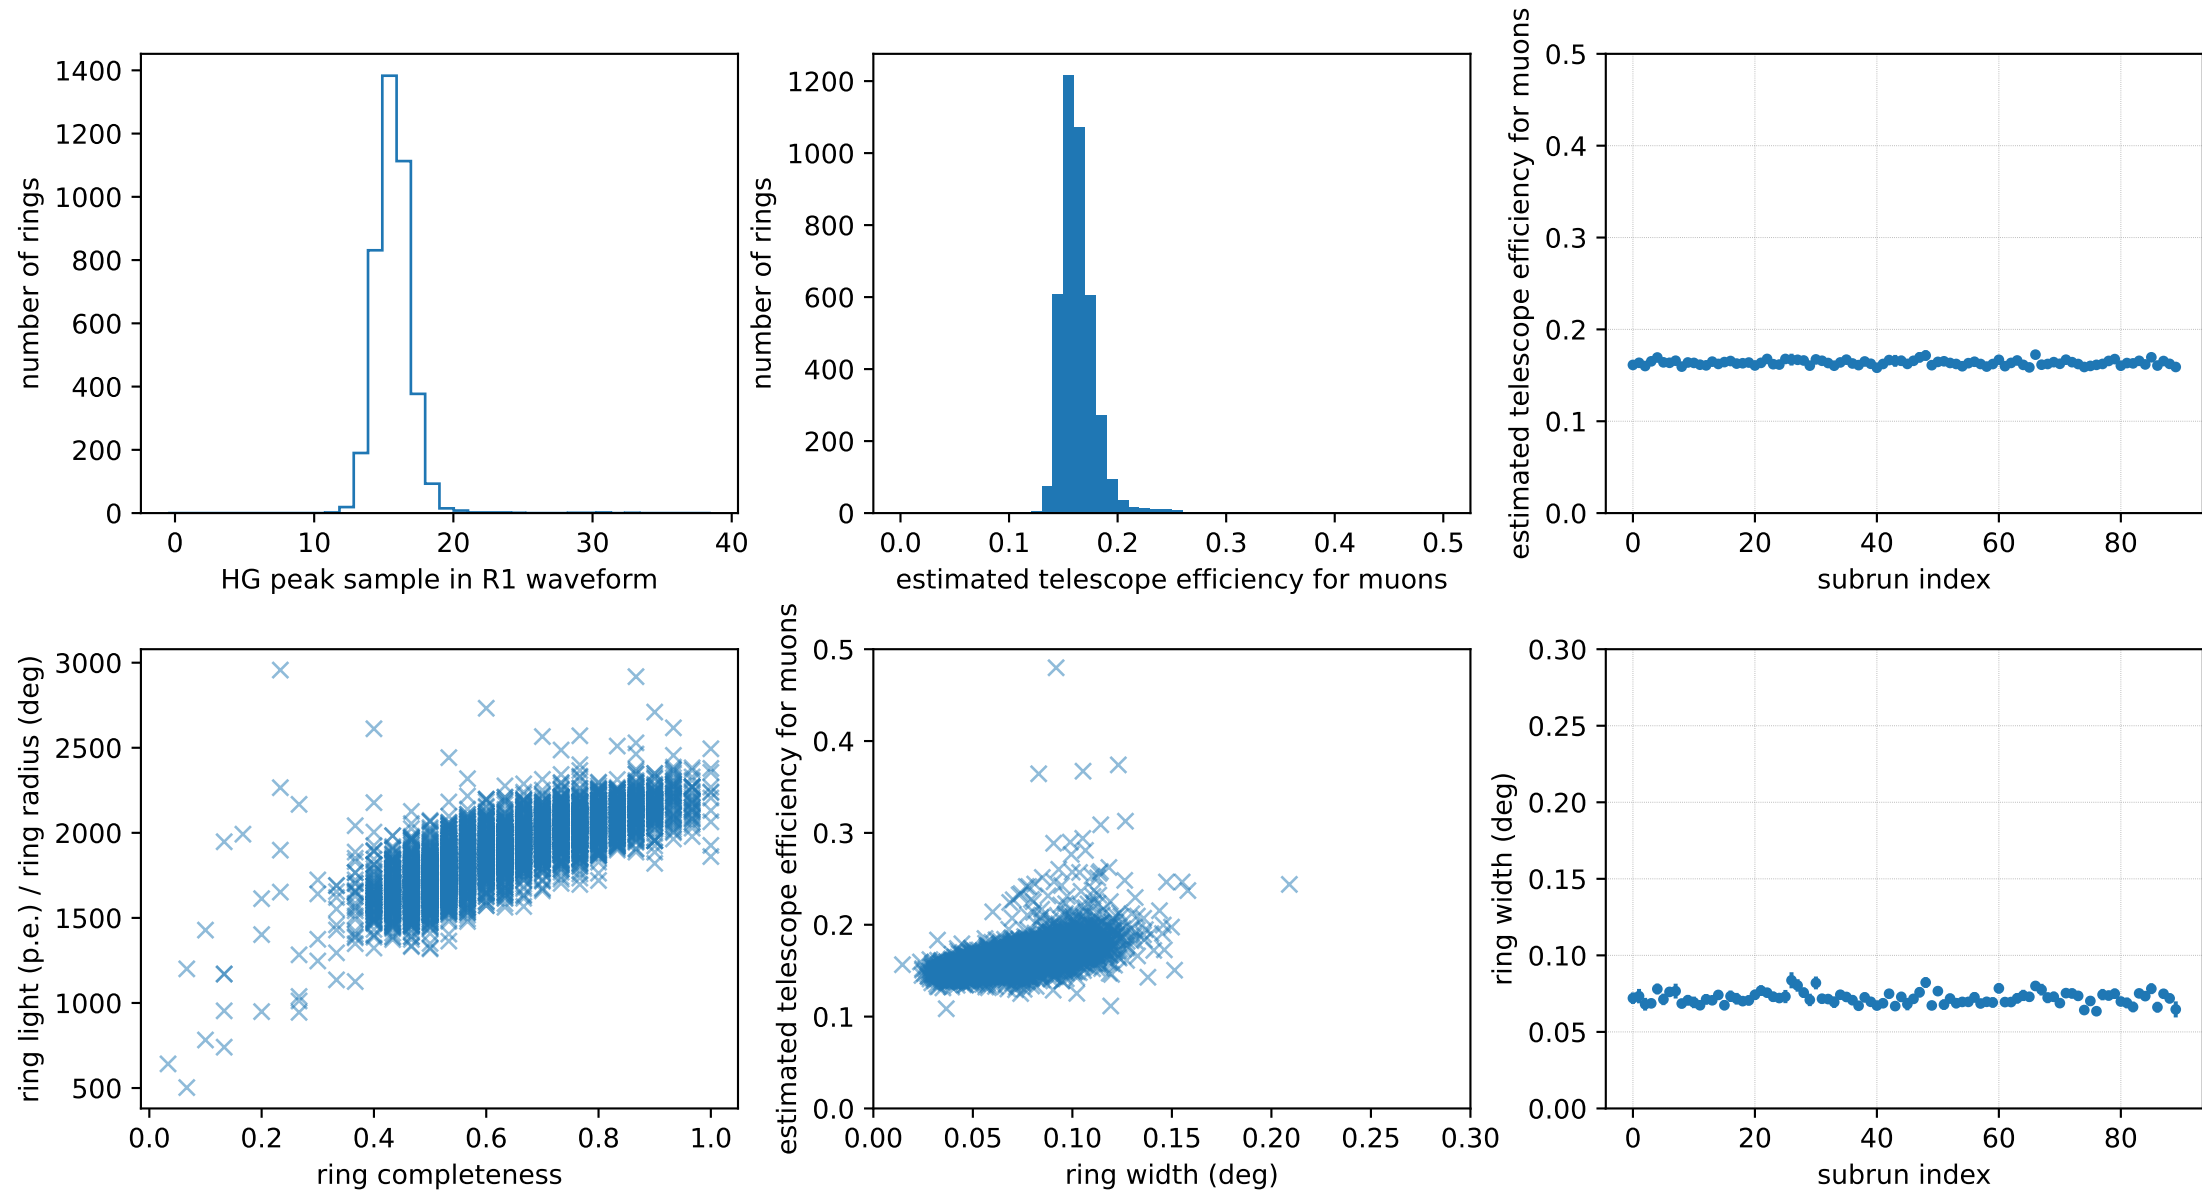 number of rings
1400
1200
1000
800
600
400
200
0
0 10 20 30 40
HG peak sample in R1 waveform
number of rings
1200
1000
800
600
400
200
0
0.0 0.1 0.2 0.3 0.4 0.5
estimated telescope efficiency for muons
estimated telescope efficiency for muons
0.5
0.4
0.3
0.2
0.1
0.0
0 20 40 60 80
subrun index
ring light (p.e.) / ring radius (deg)
3000
2500
2000
1500
1000
500
0.0 0.2 0.4 0.6 0.8 1.0
ring completeness
estimated telescope efficiency for muons
0.5
0.4
0.3
0.2
0.1
0.0
0.00 0.05 0.10 0.15 0.20 0.25 0.30
ring width (deg)
ring width (deg)
0.30
0.25
0.20
0.15
0.10
0.05
0.00
0 20 40 60 80
subrun index